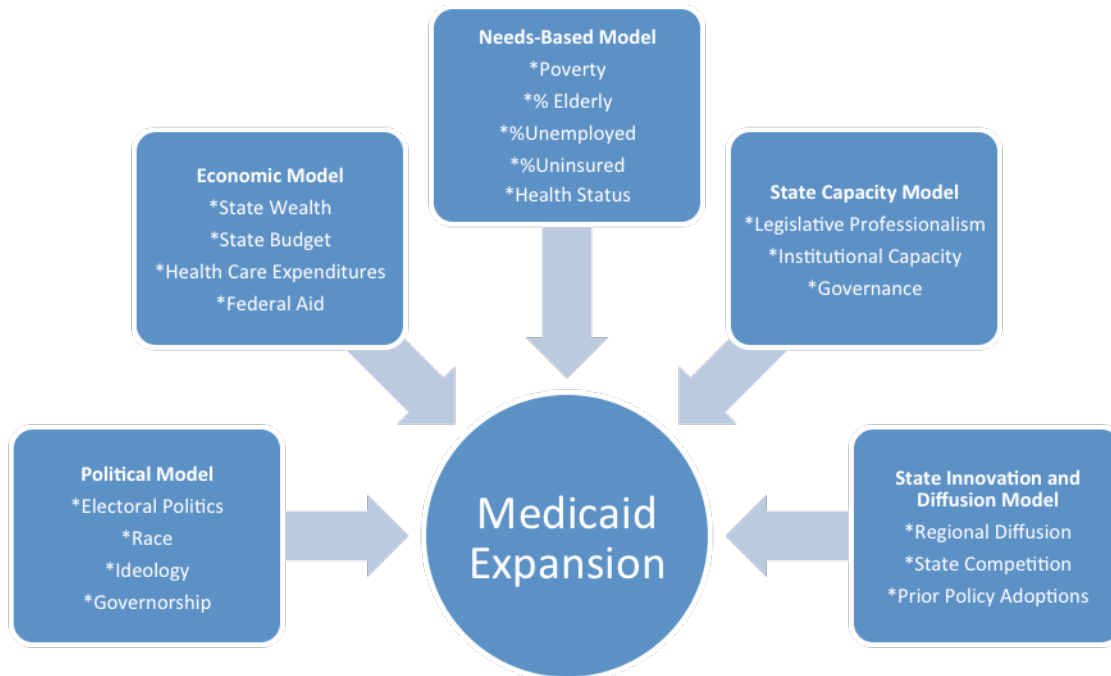 Needs-Based Model
*Poverty
*% Elderly
*%Unemployed
*%Uninsured
*Health Status
Economic Model
*State Wealth
*State Budget
*Health Care Expenditures
*Federal Aid
State Capacity Model
*Legislative Professionalism
*Institutional Capacity
*Governance
Political Model
*Electoral Politics
*Race
*Ideology
*Governorship
Medicaid
Expansion
State Innovation and
Diffusion Model
*Regional Diffusion
*State Competition
*Prior Policy Adoptions